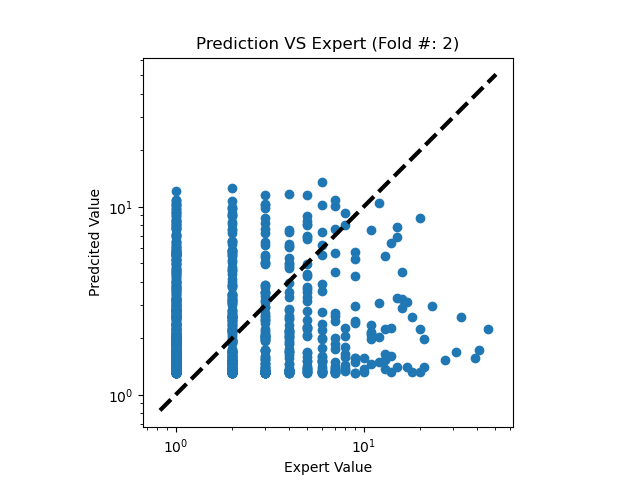 Prediction VS Expert (Fold #: 2)
Predcited Value
10¹
10⁰
10⁰ 10¹
Expert Value